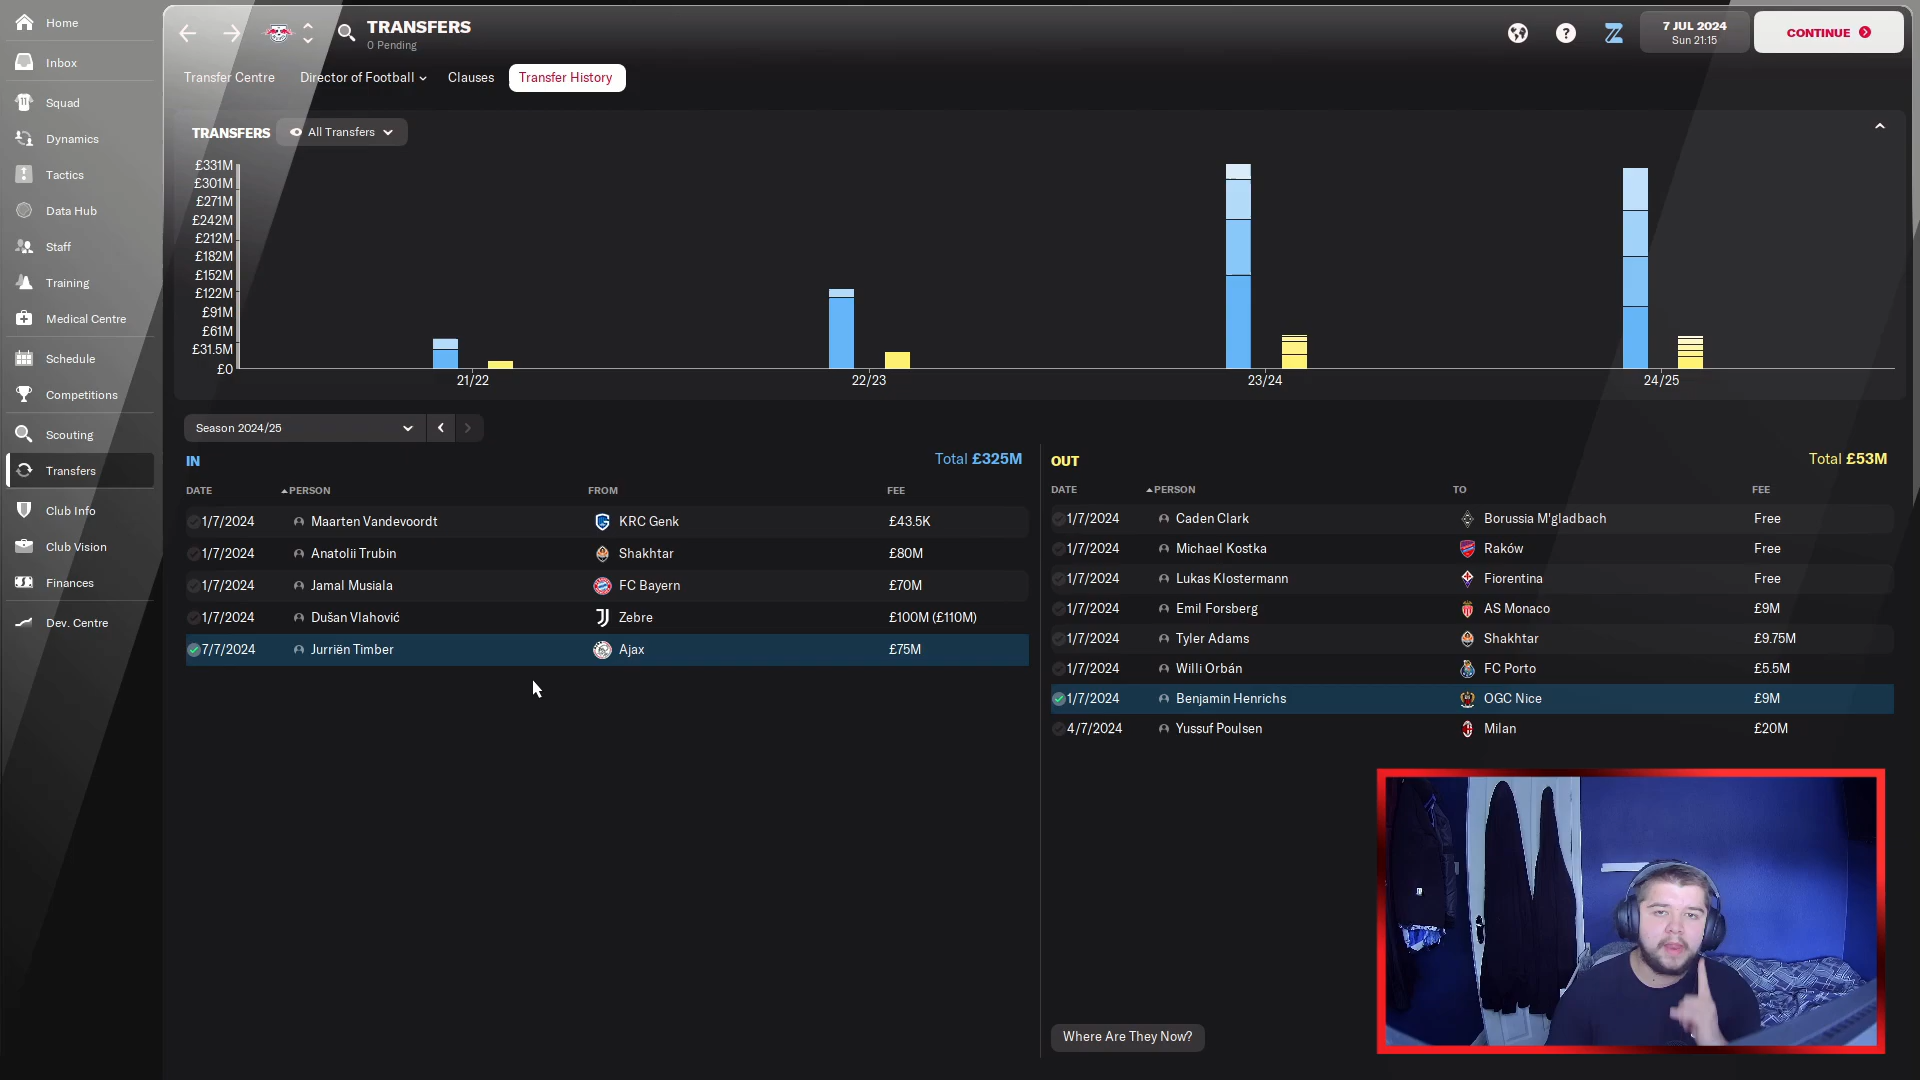 Home
Inbox
Squad
Dynamics
Tactics
Data Hub
Staff
Training
Medical Centre
Schedule
Competitions
Scouting
Transfers
Club Info
Club Vision
Finances
Dev. Centre
TRANSFERS
0 Pending
7 JUL 2024
Sun 21:15
CONTINUE
Transfer Centre Director of Football Clauses Transfer History
TRANSFERS All Transfers
£331M
£301M
£271M
£242M
£212M
£182M
£152M
£122M
£91M
£61M
£31.5M
£0
21/22 22/23 23/24 24/25
Season 2024/25
IN Total £325M
DATE PERSON FROM FEE
1/7/2024 Maarten Vandevoordt KRC Genk £43.5K
1/7/2024 Anatolii Trubin Shakhtar £80M
1/7/2024 Jamal Musiala FC Bayern £70M
1/7/2024 Dušan Vlahović Zebre £100M (£110M)
7/7/2024 Jurriën Timber Ajax £75M
OUT Total £53M
DATE PERSON TO FEE
1/7/2024 Caden Clark Borussia M'gladbach Free
1/7/2024 Michael Kostka Raków Free
1/7/2024 Lukas Klostermann Fiorentina Free
1/7/2024 Emil Forsberg AS Monaco £9M
1/7/2024 Tyler Adams Shakhtar £9.75M
1/7/2024 Willi Orbán FC Porto £5.5M
1/7/2024 Benjamin Henrichs OGC Nice £9M
4/7/2024 Yussuf Poulsen Milan £20M
Where Are They Now?